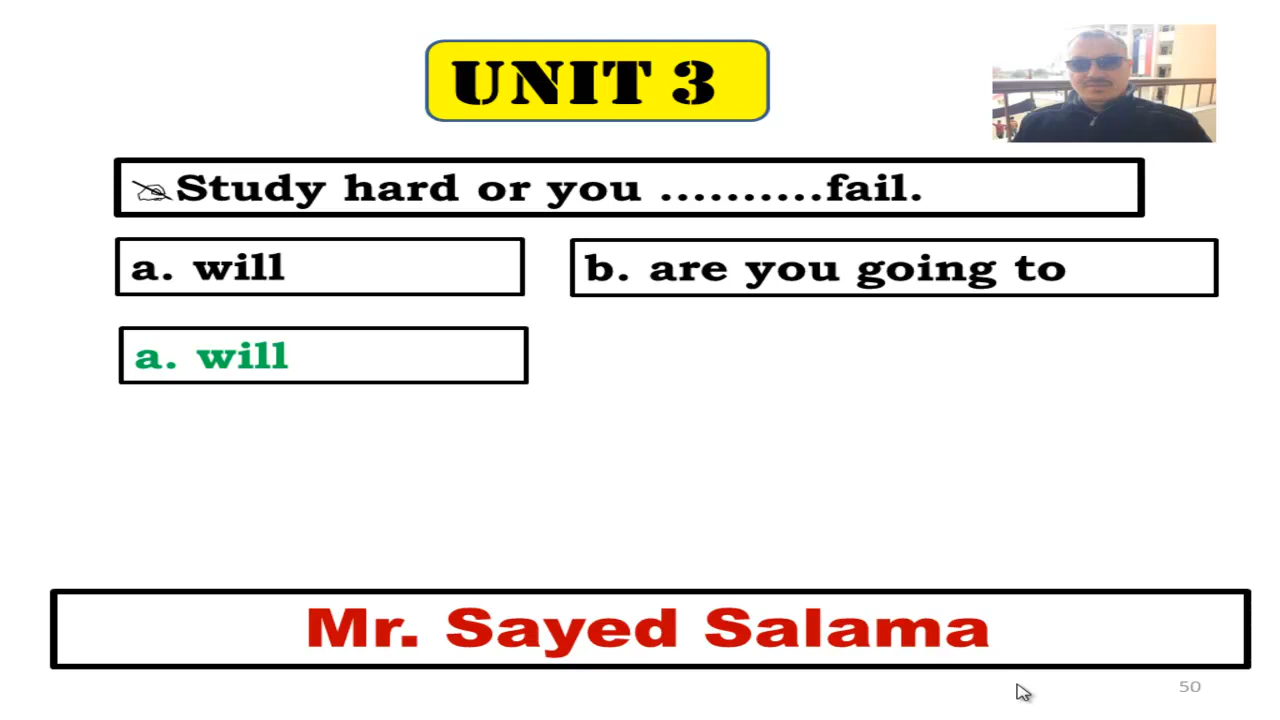 UNIT 3
Study hard or you ..........fail.
a. will
b. are you going to
a. will
Mr. Sayed Salama
50